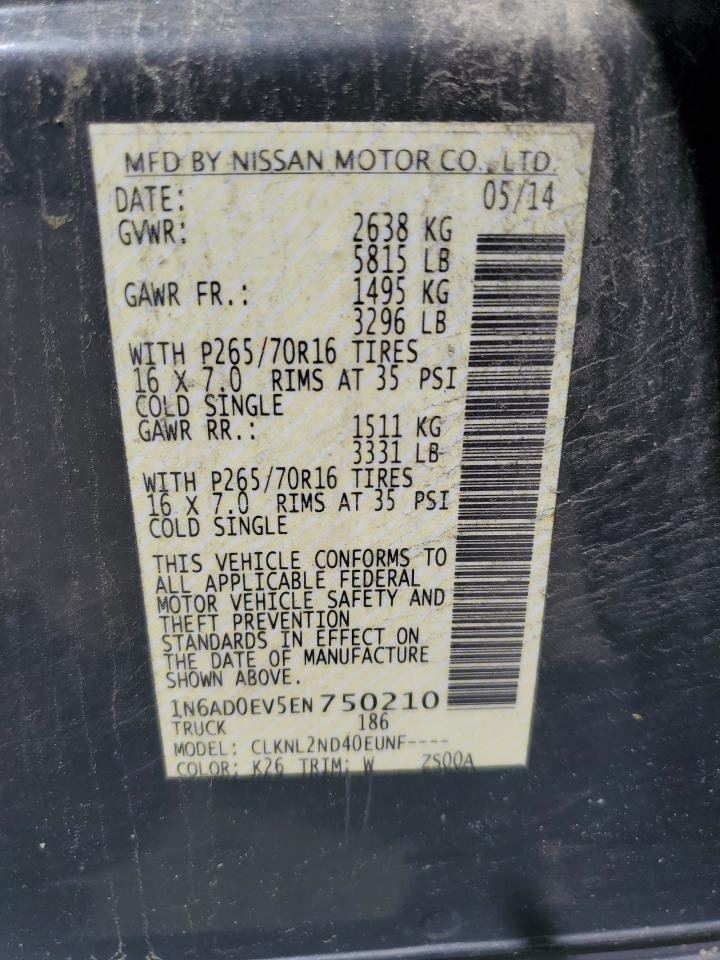 MFD BY NISSAN MOTOR CO., LTD.
DATE: 05/14
GVWR: 2638 KG
5815 LB
GAWR FR.: 1495 KG
3296 LB
WITH P265/70R16 TIRES
16 X 7.0 RIMS AT 35 PSI
COLD SINGLE
GAWR RR.: 1511 KG
3331 LB
WITH P265/70R16 TIRES
16 X 7.0 RIMS AT 35 PSI
COLD SINGLE
THIS VEHICLE CONFORMS TO
ALL APPLICABLE FEDERAL
MOTOR VEHICLE SAFETY AND
THEFT PREVENTION
STANDARDS IN EFFECT ON
THE DATE OF MANUFACTURE
SHOWN ABOVE.
1N6AD0EV5EN750210
TRUCK 186
MODEL: CLKNL2ND40EUNF----
COLOR: K26 TRIM: W ZS00A